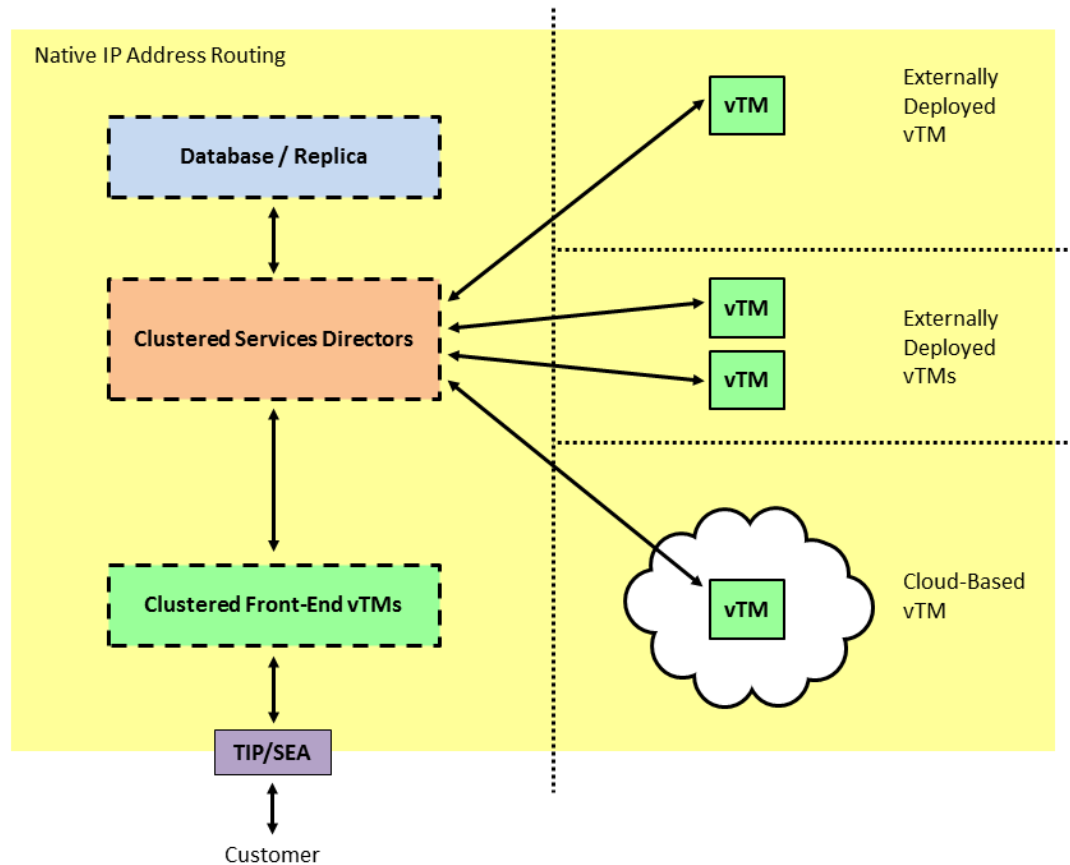 Native IP Address Routing
Database / Replica
Clustered Services Directors
Clustered Front-End vTMs
TIP/SEA
Customer
vTM
Externally
Deployed
vTM
vTM
vTM
Externally
Deployed
vTMs
vTM
Cloud-Based
vTM